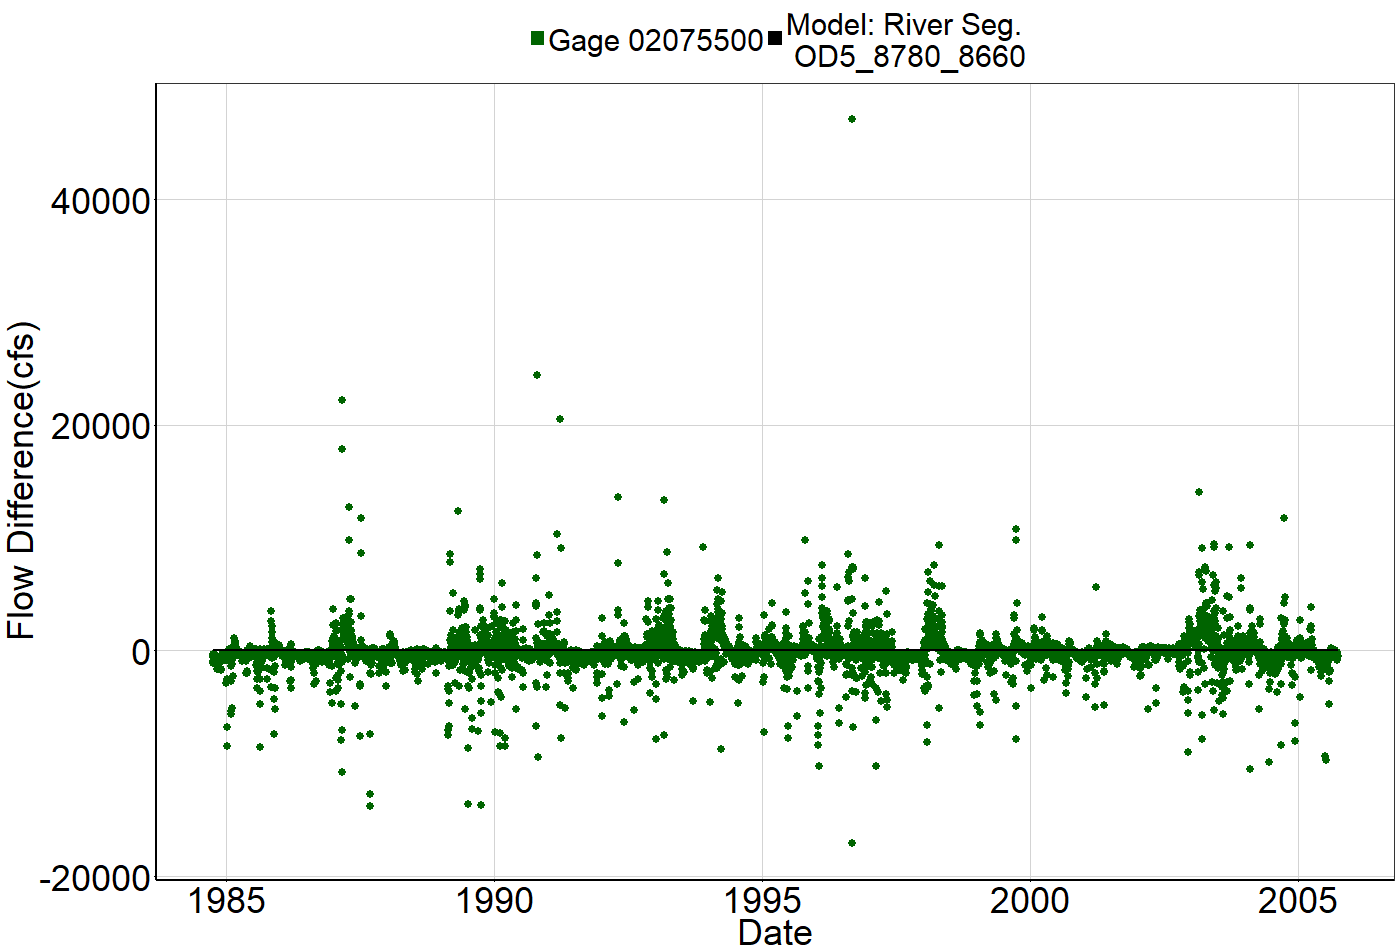 Gage 02075500
Model: River Seg.
OD5_8780_8660
Flow Difference(cfs)
40000
20000
0
-20000
1985 1990 1995 2000 2005
Date